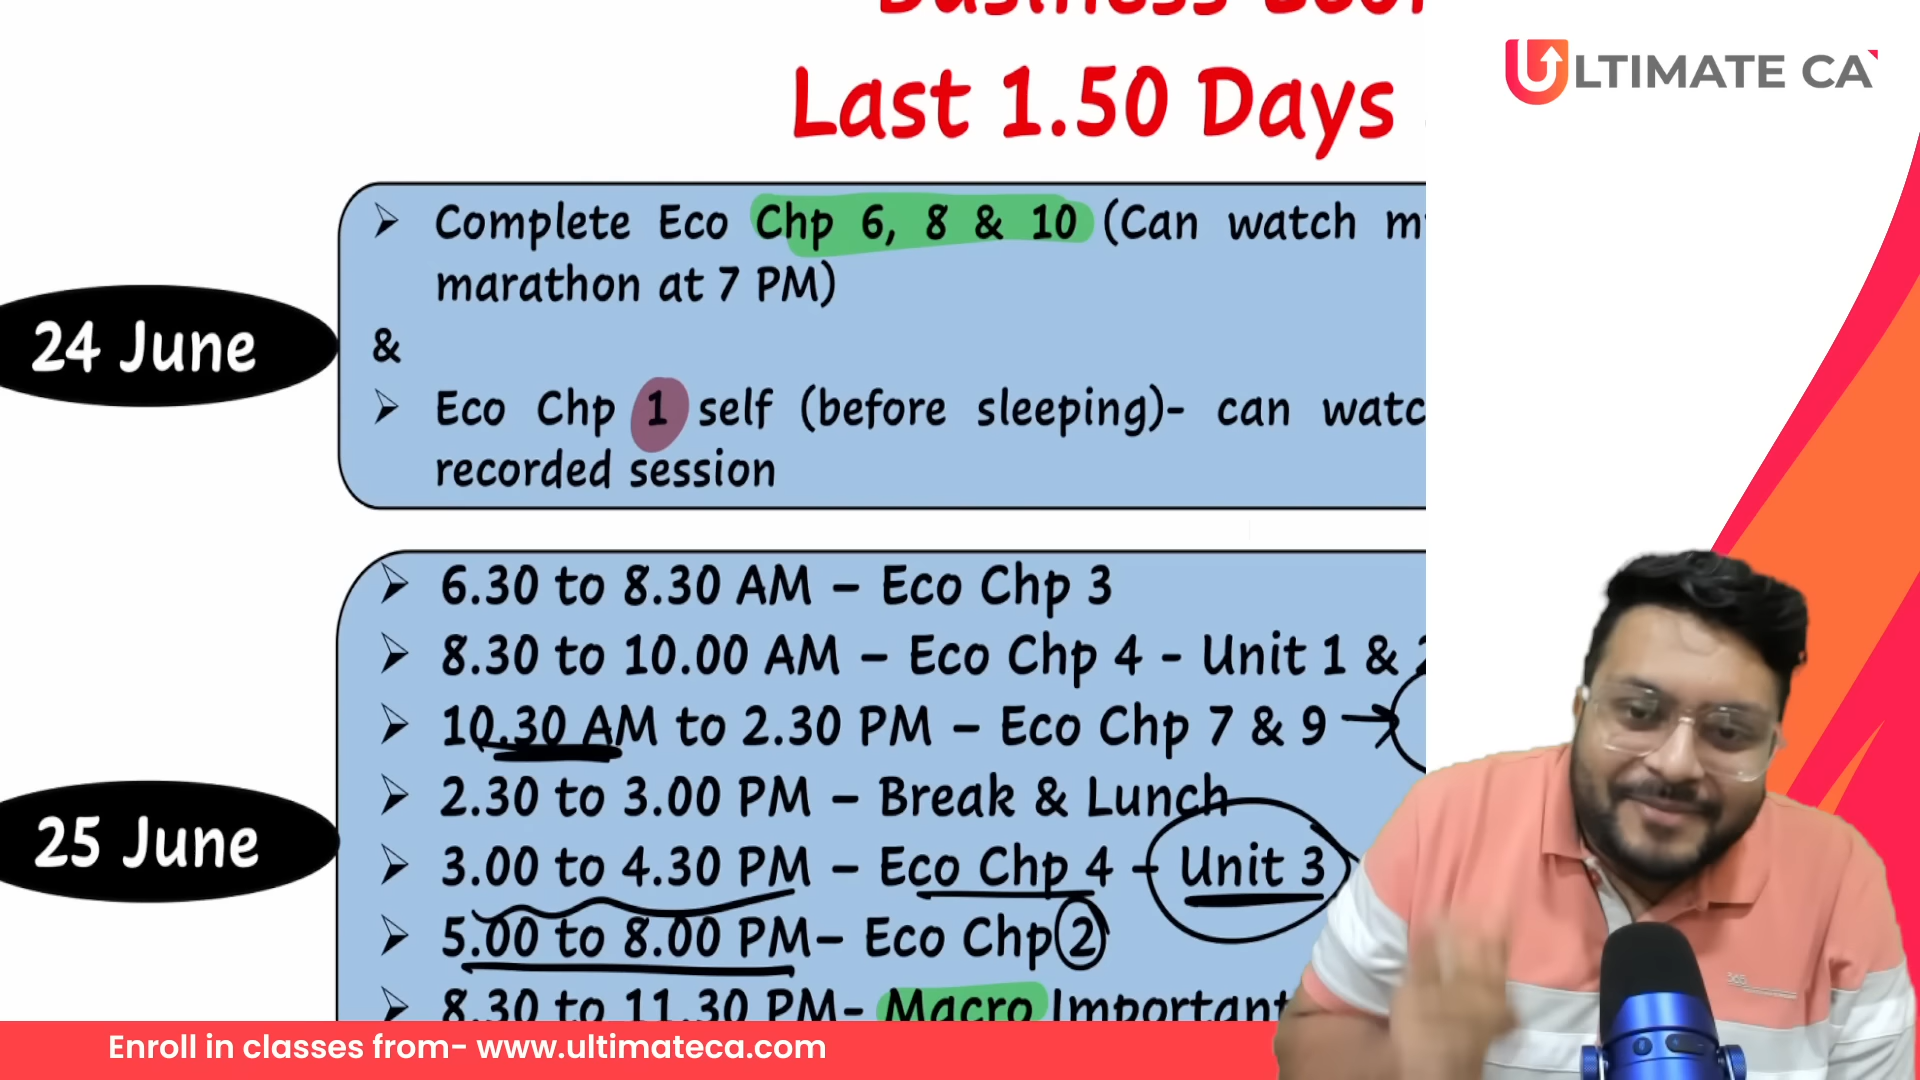 Business
Last 1.50 Days
ULTIMATE CA
➢ Complete Eco Chp 6, 8 & 10 (Can watch
marathon at 7 PM)
24 June
&
➢ Eco Chp 1 self (before sleeping)- can watc
recorded session
➢ 6.30 to 8.30 AM – Eco Chp 3
➢ 8.30 to 10.00 AM – Eco Chp 4 - Unit 1 &
➢ 10.30 AM to 2.30 PM – Eco Chp 7 & 9
➢ 2.30 to 3.00 PM – Break & Lunch
25 June
➢ 3.00 to 4.30 PM – Eco Chp 4 – Unit 3
➢ 5.00 to 8.00 PM– Eco Chp 2
➢ 8.30 to 11.30 PM– Macro Important
Enroll in classes from- www.ultimateca.com